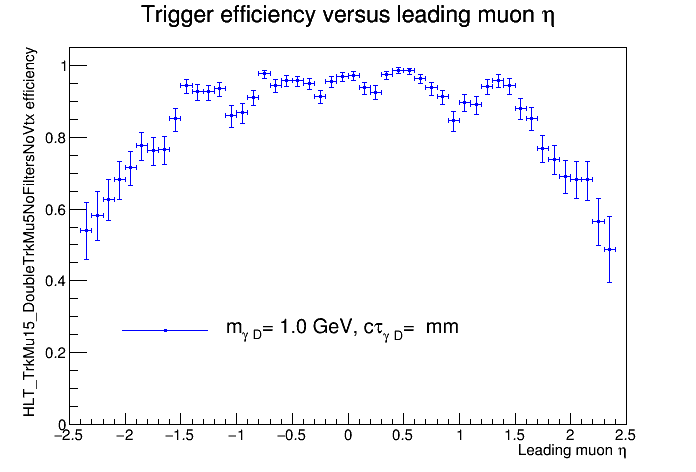 Trigger efficiency versus leading muon η
HLT_TrkMu15_DoubleTrkMu5NoFiltersNoVtx efficiency
1
0.8
0.6
0.4
0.2
0
m_{γ D}= 1.0 GeV, cτ_{γ D}=  mm
−2.5 −2 −1.5 −1 −0.5 0 0.5 1 1.5 2 2.5
Leading muon η